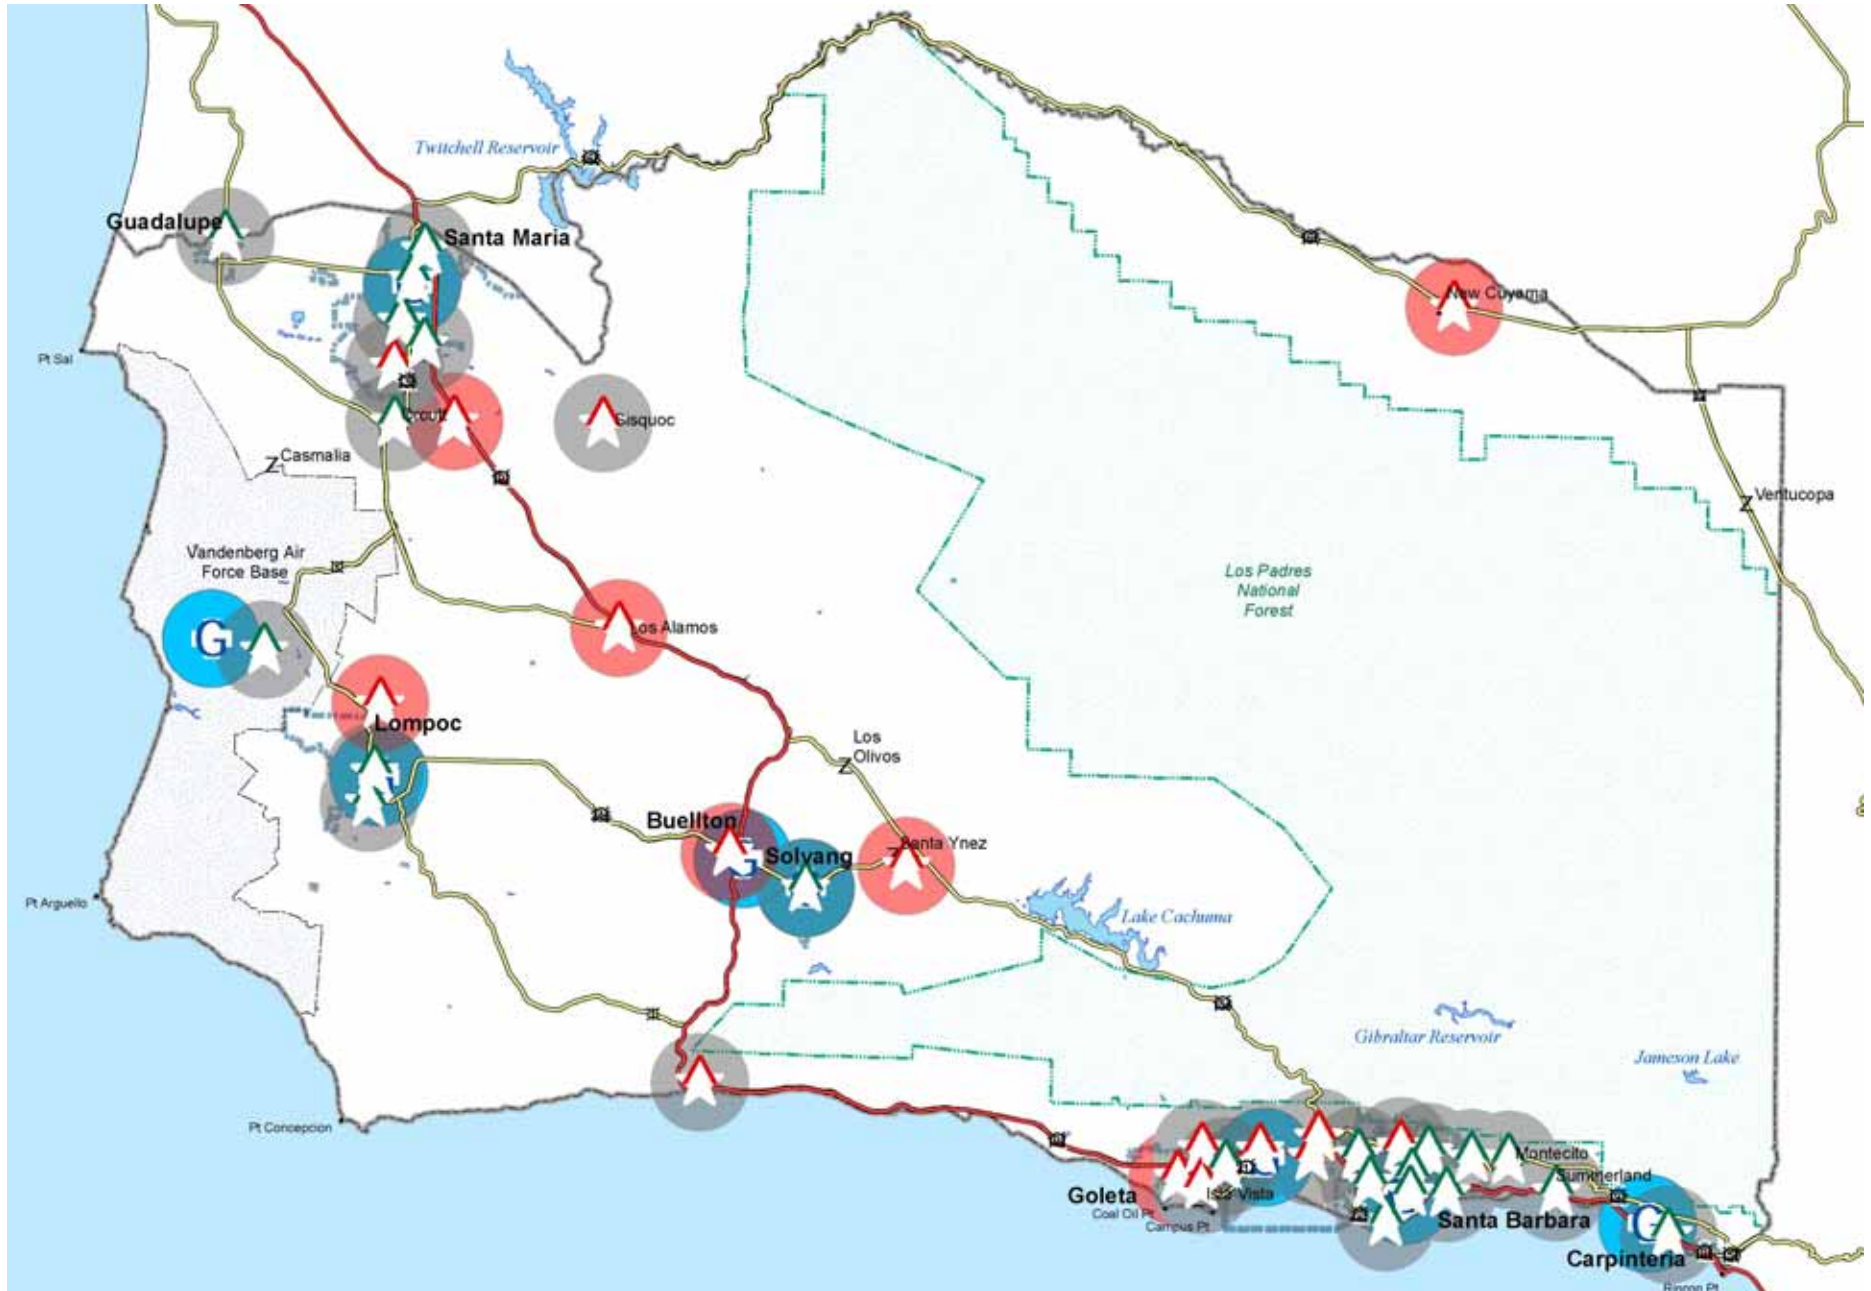 Twitchell Reservoir
Guadalupe
Santa Maria
New Cuyama
Pt Sal
Orcutt
Sisquoc
Casmalia
Ventucopa
Vandenberg Air
Force Base
Los Padres
National
Forest
G
Los Alamos
Lompoc
Los
Olivos
Buellton
Solvang
Santa Ynez
G
Pt Arguello
Lake Cachuma
Gibraltar Reservoir
Jameson Lake
Pt Concepcion
Montecito
Summerland
Goleta
Isla Vista
Coal Oil Pt
Campus Pt
Santa Barbara
G
Carpinteria
Rincon Pt